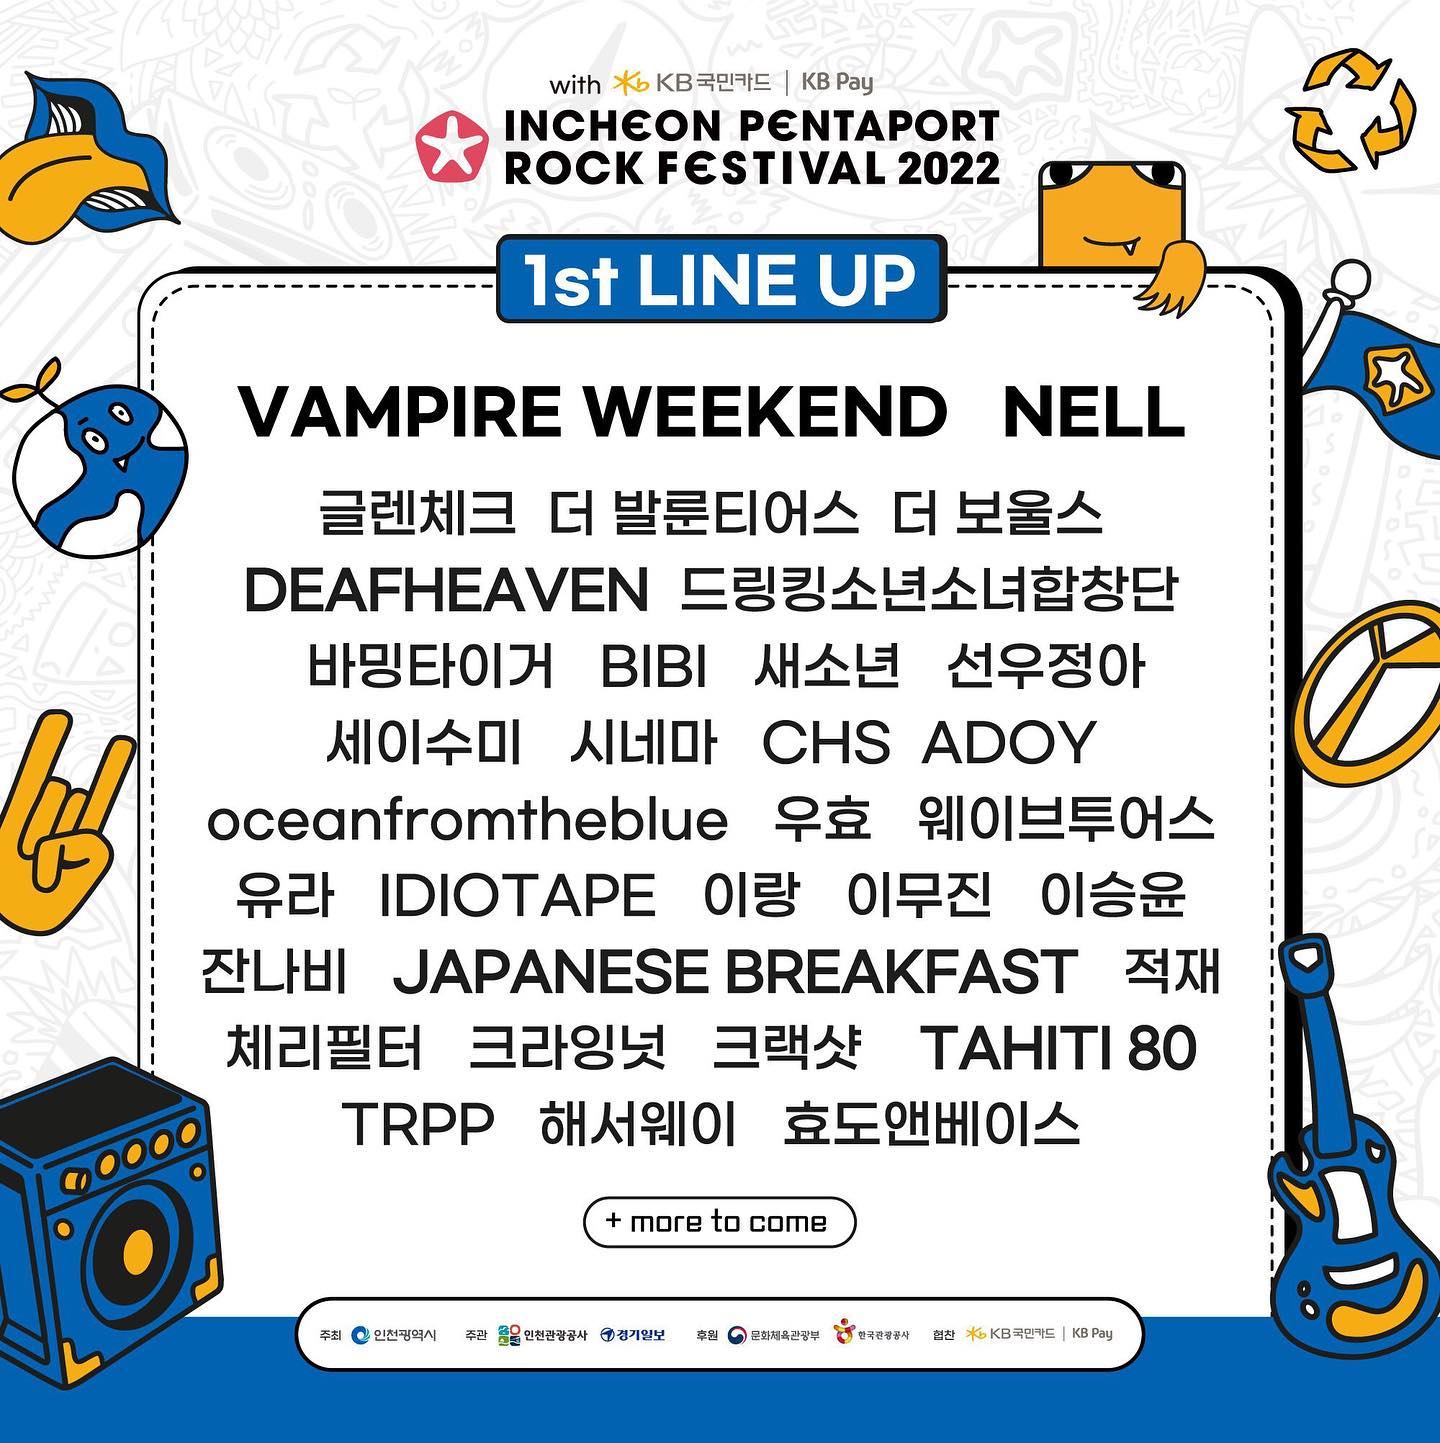 with KB국민카드 | KB Pay
INCHEON PENTAPORT
ROCK FESTIVAL 2022
1st LINE UP
VAMPIRE WEEKEND NELL
글렌체크 더 발룬티어스 더 보울스
DEAFHEAVEN 드링킹소년소녀합창단
바밍타이거 BIBI 새소년 선우정아
세이수미 시네마 CHS ADOY
oceanfromtheblue 우효 웨이브투어스
유라 IDIOTAPE 이랑 이무진 이승윤
잔나비 JAPANESE BREAKFAST 적재
체리필터 크라잉넛 크랙샷 TAHITI 80
TRPP 해서웨이 효도앤베이스
+ more to come
주최 인천광역시 주관 인천관광공사 경기일보 후원 문화체육관광부 한국관광공사 협찬 KB국민카드 | KB Pay